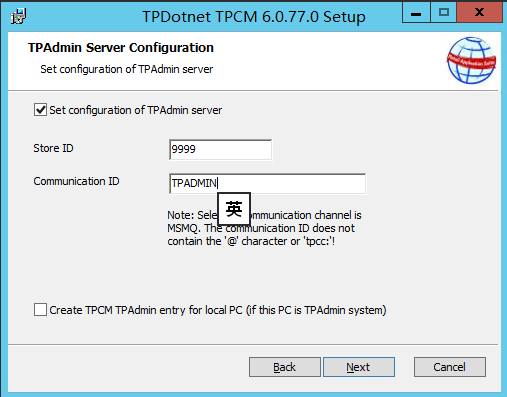 TPDotnet TPCM 6.0.77.0 Setup
TPAdmin Server Configuration
Set configuration of TPAdmin server
Set configuration of TPAdmin server
Store ID
9999
Communication ID
TPADMIN
英
Note: Sele communication channel is
MSMQ. The communication ID does not
contain the '@' character or 'tpcc:'!
Create TPCM TPAdmin entry for local PC (if this PC is TPAdmin system)
Back
Next
Cancel